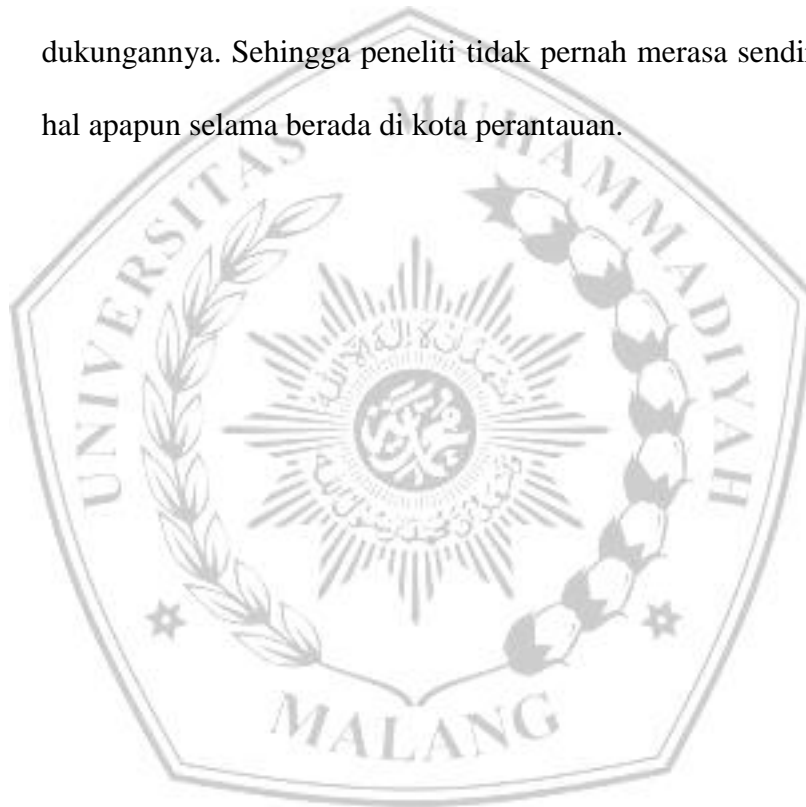 dukungannya. Sehingga peneliti tidak pernah merasa
hal apapun selama berada di kota perantauan.
UNIVERSITAS MUHAMMADIYAH
MALANG